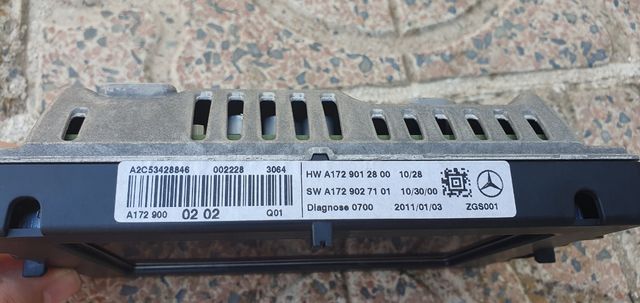 A2C53428846 002228 3064
A172 900 02 02 Q01
HW A172 901 28 00 10/28
SW A172 902 71 01 10/30/00
Diagnose 0700 2011/01/03 ZGS001